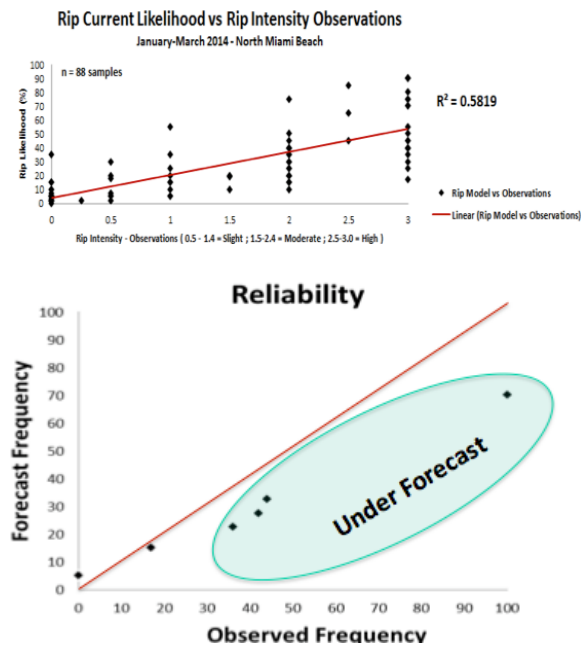 Rip Current Likelihood vs Rip Intensity Observations
January-March 2014 - North Miami Beach
n = 88 samples
R² = 0.5819
Rip Likelihood (%)
100
90
80
70
60
50
40
30
20
10
0
0 0.5 1 1.5 2 2.5 3
Rip Intensity - Observations ( 0.5 - 1.4 = Slight ; 1.5-2.4 = Moderate ; 2.5-3.0 = High )
Rip Model vs Observations
Linear (Rip Model vs Observations)
Reliability
Forecast Frequency
100
90
80
70
60
50
40
30
20
10
0
Under Forecast
0 10 20 30 40 50 60 70 80 90 100
Observed Frequency